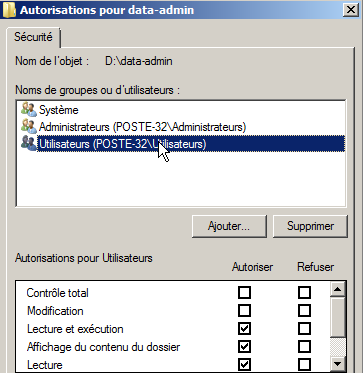 Autorisations pour data-admin
Sécurité
Nom de l'objet : D:\data-admin
Noms de groupes ou d'utilisateurs :
Système
Administrateurs (POSTE-32\Administrateurs)
Utilisateurs (POSTE-32\Utilisateurs)
Ajouter... Supprimer
Autorisations pour Utilisateurs Autoriser Refuser
Contrôle total
Modification
Lecture et exécution
Affichage du contenu du dossier
Lecture